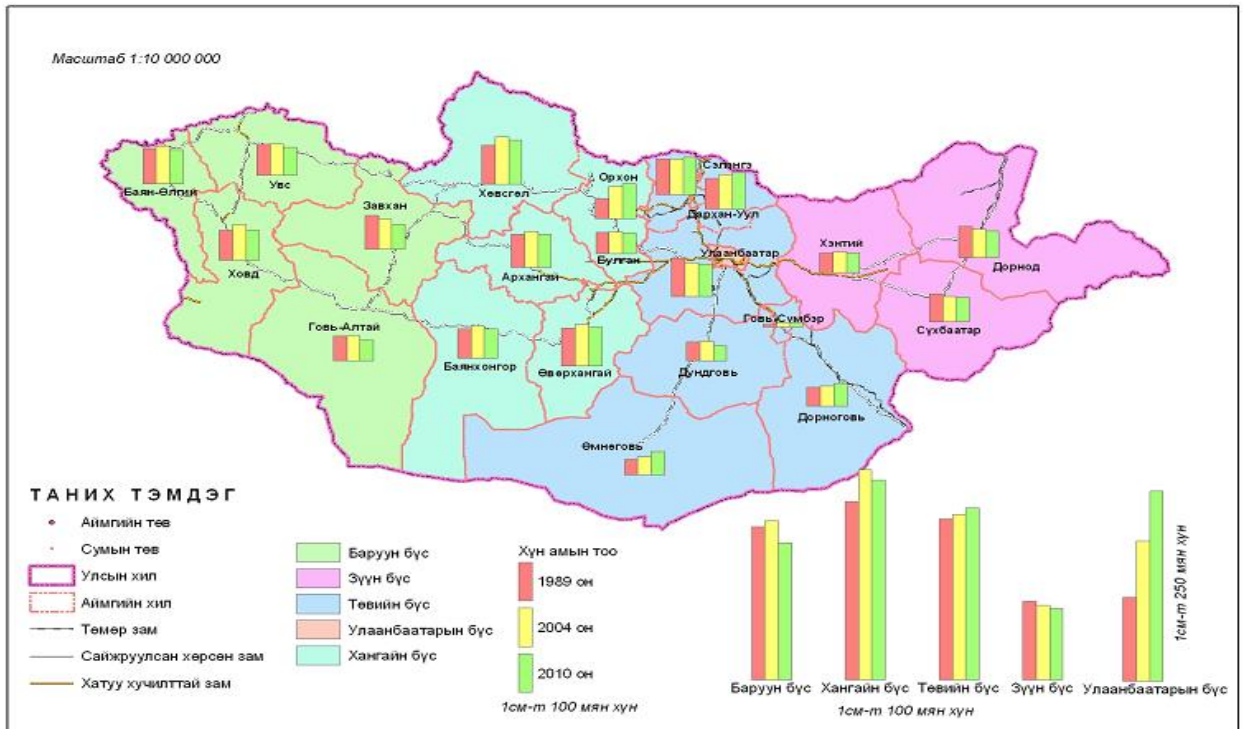 Масштаб 1:10 000 000
Баян-Өлгий
Увс
Ховд
Завхан
Говь-Алтай
Хөвсгөл
Архангай
Баянхонгор
Өвөрхангай
Орхон
Булган
Сэлэнгэ
Дархан-Уул
Улаанбаатар
Говь-Сүмбэр
Дундговь
Дорноговь
Өмнөговь
Хэнтий
Дорнод
Сүхбаатар
ТАНИХ ТЭМДЭГ
Аймгийн төв
Сумын төв
Улсын хил
Аймгийн хил
Төмөр зам
Сайжруулсан хөрсөн зам
Хатуу хучилттай зам
Баруун бүс
Зүүн бүс
Төвийн бүс
Улаанбаатарын бүс
Хангайн бүс
Хүн амын тоо
1989 он
2004 он
2010 он
1см-т 100 мян хүн
Баруун бүс Хангайн бүс Төвийн бүс Зүүн бүс Улаанбаатарын бүс
1см-т 100 мян хүн
1см-т 250 мян хүн